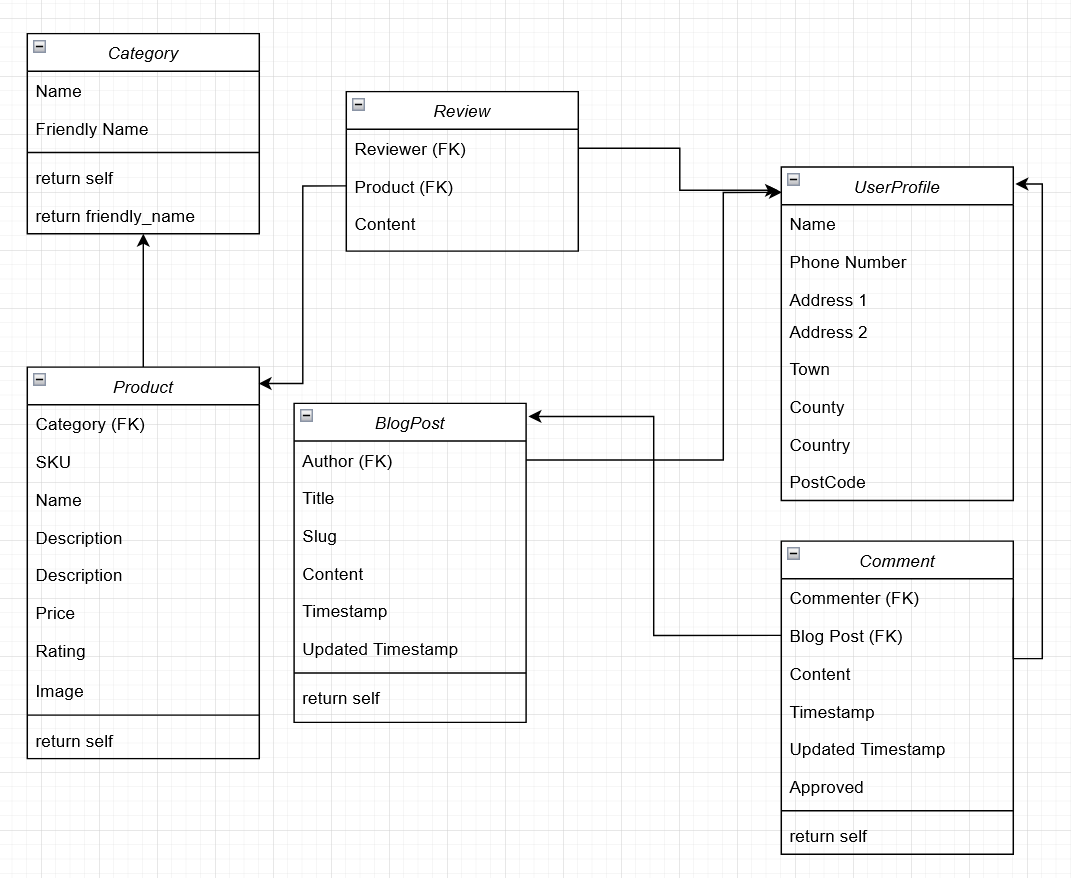 Category
Name
Friendly Name
return self
return friendly_name
Review
Reviewer (FK)
Product (FK)
Content
UserProfile
Name
Phone Number
Address 1
Address 2
Town
County
Country
PostCode
Product
Category (FK)
SKU
Name
Description
Description
Price
Rating
Image
return self
BlogPost
Author (FK)
Title
Slug
Content
Timestamp
Updated Timestamp
return self
Comment
Commenter (FK)
Blog Post (FK)
Content
Timestamp
Updated Timestamp
Approved
return self